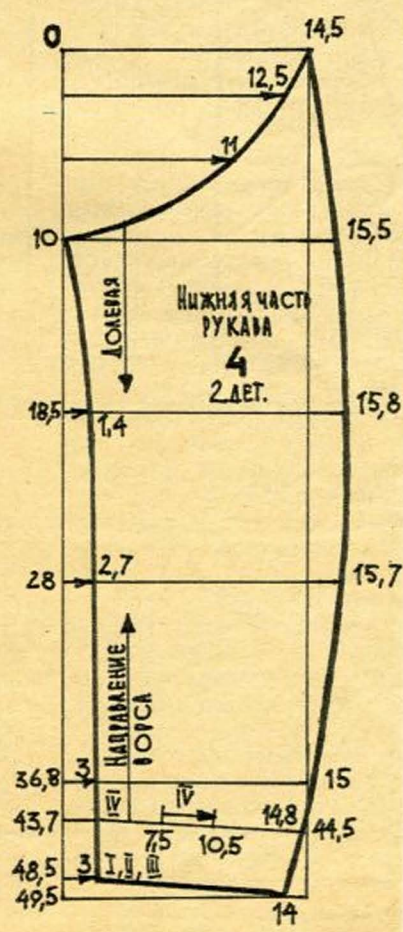 0
14,5
12,5
11
10
15,5
ДОЛЕВАЯ
НИЖНЯЯ ЧАСТЬ
РУКАВА
4
2 ДЕТ.
18,5
1,4
15,8
28
2,7
15,7
НАПРАВЛЕНИЕ
ВОРСА
36,8
3
15
IV
IV
43,7
14,8
44,5
7,5
10,5
48,5
3
I, II, III
49,5
14